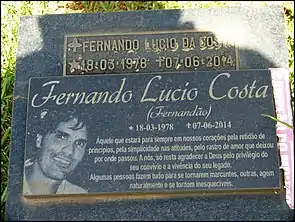 FERNANDO LUCIO DA COSTA
★18·03·1978 ✝07·06·2014
Fernando Lucio Costa
(Fernandão)
★ 18-03-1978 ✝ 07-06-2014
Aquele que estará para sempre em nossos corações pela retidão de
princípios, pela simplicidade nas atitudes, pelo rastro de amor que deixou
por onde passou. A nós, só resta agradecer a Deus pelo privilégio do
seu convívio e a vivência do seu legado.
Algumas pessoas fazem tudo para se tornarem marcantes, outras, agem
naturalmente e se tornam inesquecíveis.